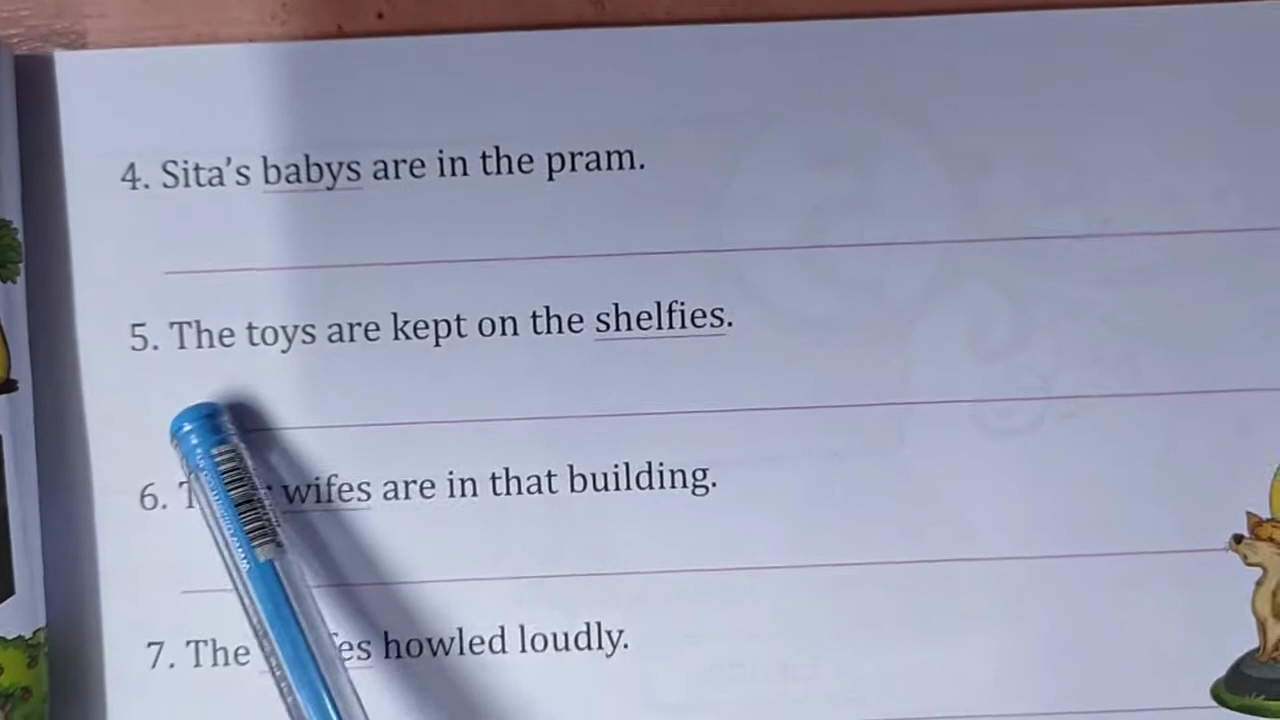 4. Sita's babys are in the pram.
5. The toys are kept on the shelfies.
6. wifes are in that building.
7. The howled loudly.